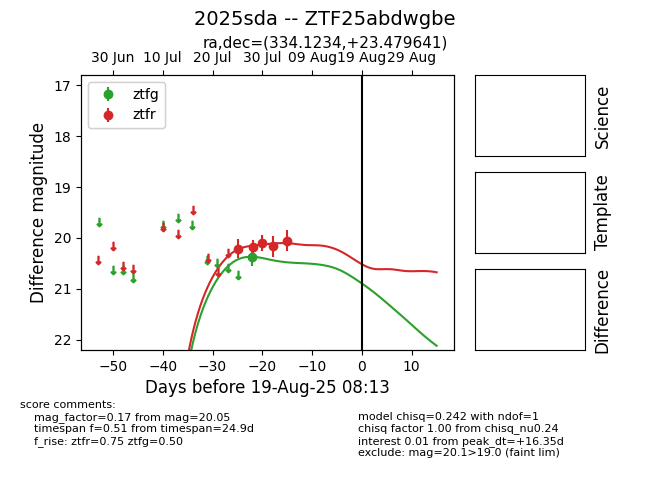 2025sda -- ZTF25abdwgbe
ra,dec=(334.1234,+23.479641)
30 Jun 10 Jul 20 Jul 30 Jul 09 Aug 19 Aug 29 Aug
ztfg
ztfr
17
18
19
20
21
22
Difference magnitude
−50 −40 −30 −20 −10 0 10
Days before 19-Aug-25 08:13
Science
Template
Difference
score comments:
mag_factor=0.17 from mag=20.05
timespan f=0.51 from timespan=24.9d
f_rise: ztfr=0.75 ztfg=0.50
model chisq=0.242 with ndof=1
chisq factor 1.00 from chisq_nu0.24
interest 0.01 from peak_dt=+16.35d
exclude: mag=20.1>19.0 (faint lim)